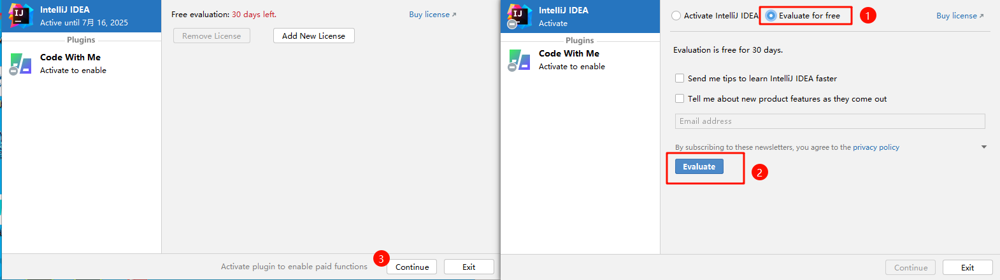 IntelliJ IDEA
Active until 7月 16, 2025
Plugins
Code With Me
Activate to enable
Free evaluation: 30 days left.
Buy license
Remove License
Add New License
Activate plugin to enable paid functions
3
Continue
Exit
IntelliJ IDEA
Activate
Plugins
Code With Me
Activate to enable
Activate IntelliJ IDEA
Evaluate for free
1
Buy license
Evaluation is free for 30 days.
Send me tips to learn IntelliJ IDEA faster
Tell me about new product features as they come out
Email address
By subscribing to these newsletters, you agree to the privacy policy
Evaluate
2
Continue
Exit